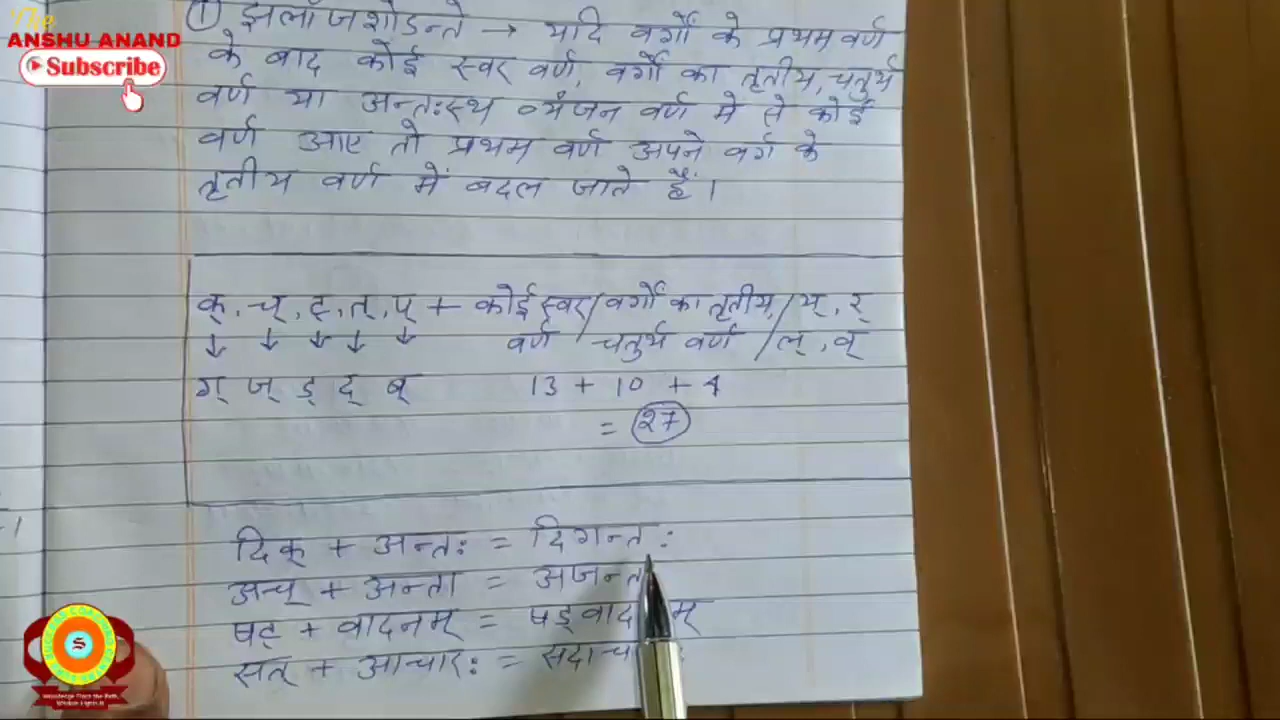 The
ANSHU ANAND
Subscribe
① झलाॅ जशोडन्ते → यदि वर्गों के प्रथम वर्ण
के बाद कोई स्वर वर्ण, वर्गों का तृतीय, चतुर्थ
वर्ण या अन्तःस्थ व्यंजन वर्ण में से कोई
वर्ण आए तो प्रथम वर्ण अपने वर्ग के
तृतीय वर्ण में बदल जाते हैं।
क्, च्, ट्, त्, प् + कोई स्वर/वर्गों का तृतीय,/य्, र्
↓ ↓ ↓ ↓ ↓ वर्ण / चतुर्थ वर्ण /ल्, व्
ग् ज् ड् द् ब् 13 + 10 + 4
= 27
दिक् + अन्तः = दिगन्तः
अच् + अन्ता = अजन्ता
षट् + वादनम् = षड्वादनम्
सत् + आचारः = सदाचारः